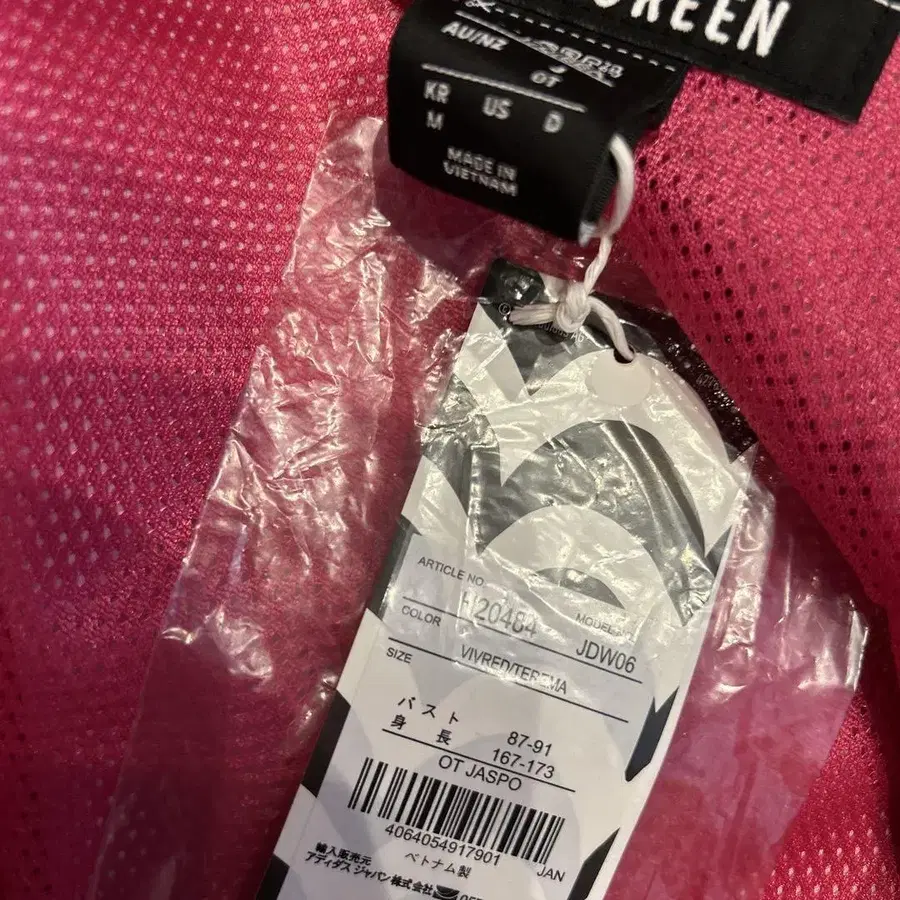 REEN
AU/NZ
OT
KR US D
M
MADE IN
VIETNAM
ARTICLE NO.
20484
MODEL NO.
JDW06
COLOR
VIVRED/TEREMA
SIZE
バスト 87-91
身長 167-173
OT JASPO
4064054917901
ベトナム製
JAN
輸入販売元
アディダス ジャパン株式会社